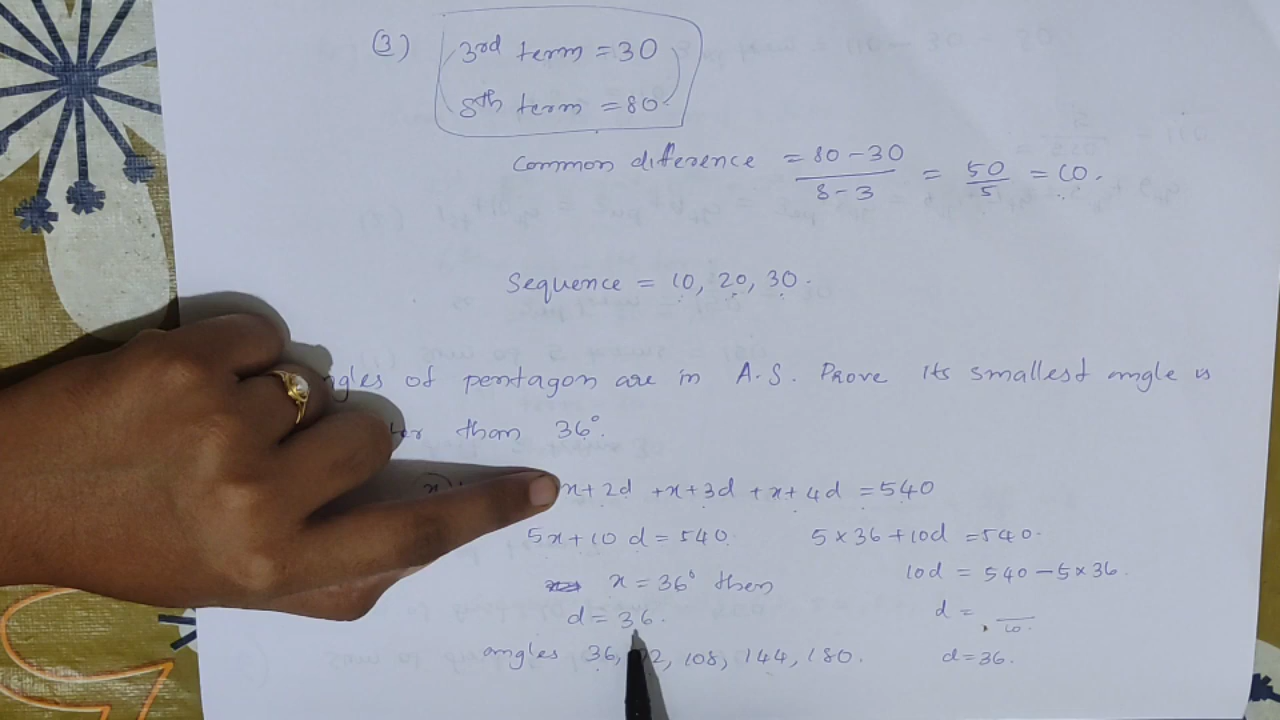 (3) 3rd term = 30
8th term = 80
Common diference = 80 - 30 / 8 - 3 = 50 / 5 = 10.
Sequence = 10, 20, 30.
of pentagon are in A.S. Prove its smallest angle is
than 36°.
x+ 2d + x+ 3d + x+ 4d = 540
5x+10 d = 540. 5 x 36 + 10d = 540.
x = 36° then 10d = 540 - 5 x 36.
d = 36. d = / 10.
angles 36, 108, 144, 180. d = 36.